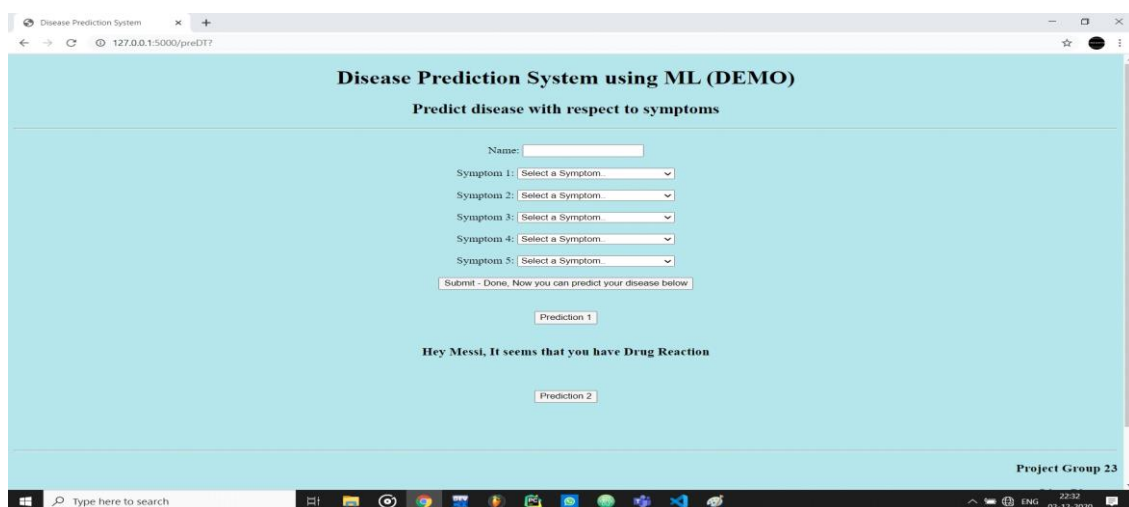 Disease Prediction System
127.0.0.1:5000/preDT?
Disease Prediction System using ML (DEMO)
Predict disease with respect to symptoms
Name:
Symptom 1: Select a Symptom..
Symptom 2: Select a Symptom..
Symptom 3: Select a Symptom..
Symptom 4: Select a Symptom..
Symptom 5: Select a Symptom..
Submit - Done, Now you can predict your disease below
Prediction 1
Hey Messi, It seems that you have Drug Reaction
Prediction 2
Project Group 23
Type here to search
ENG
22:32
02-12-2020